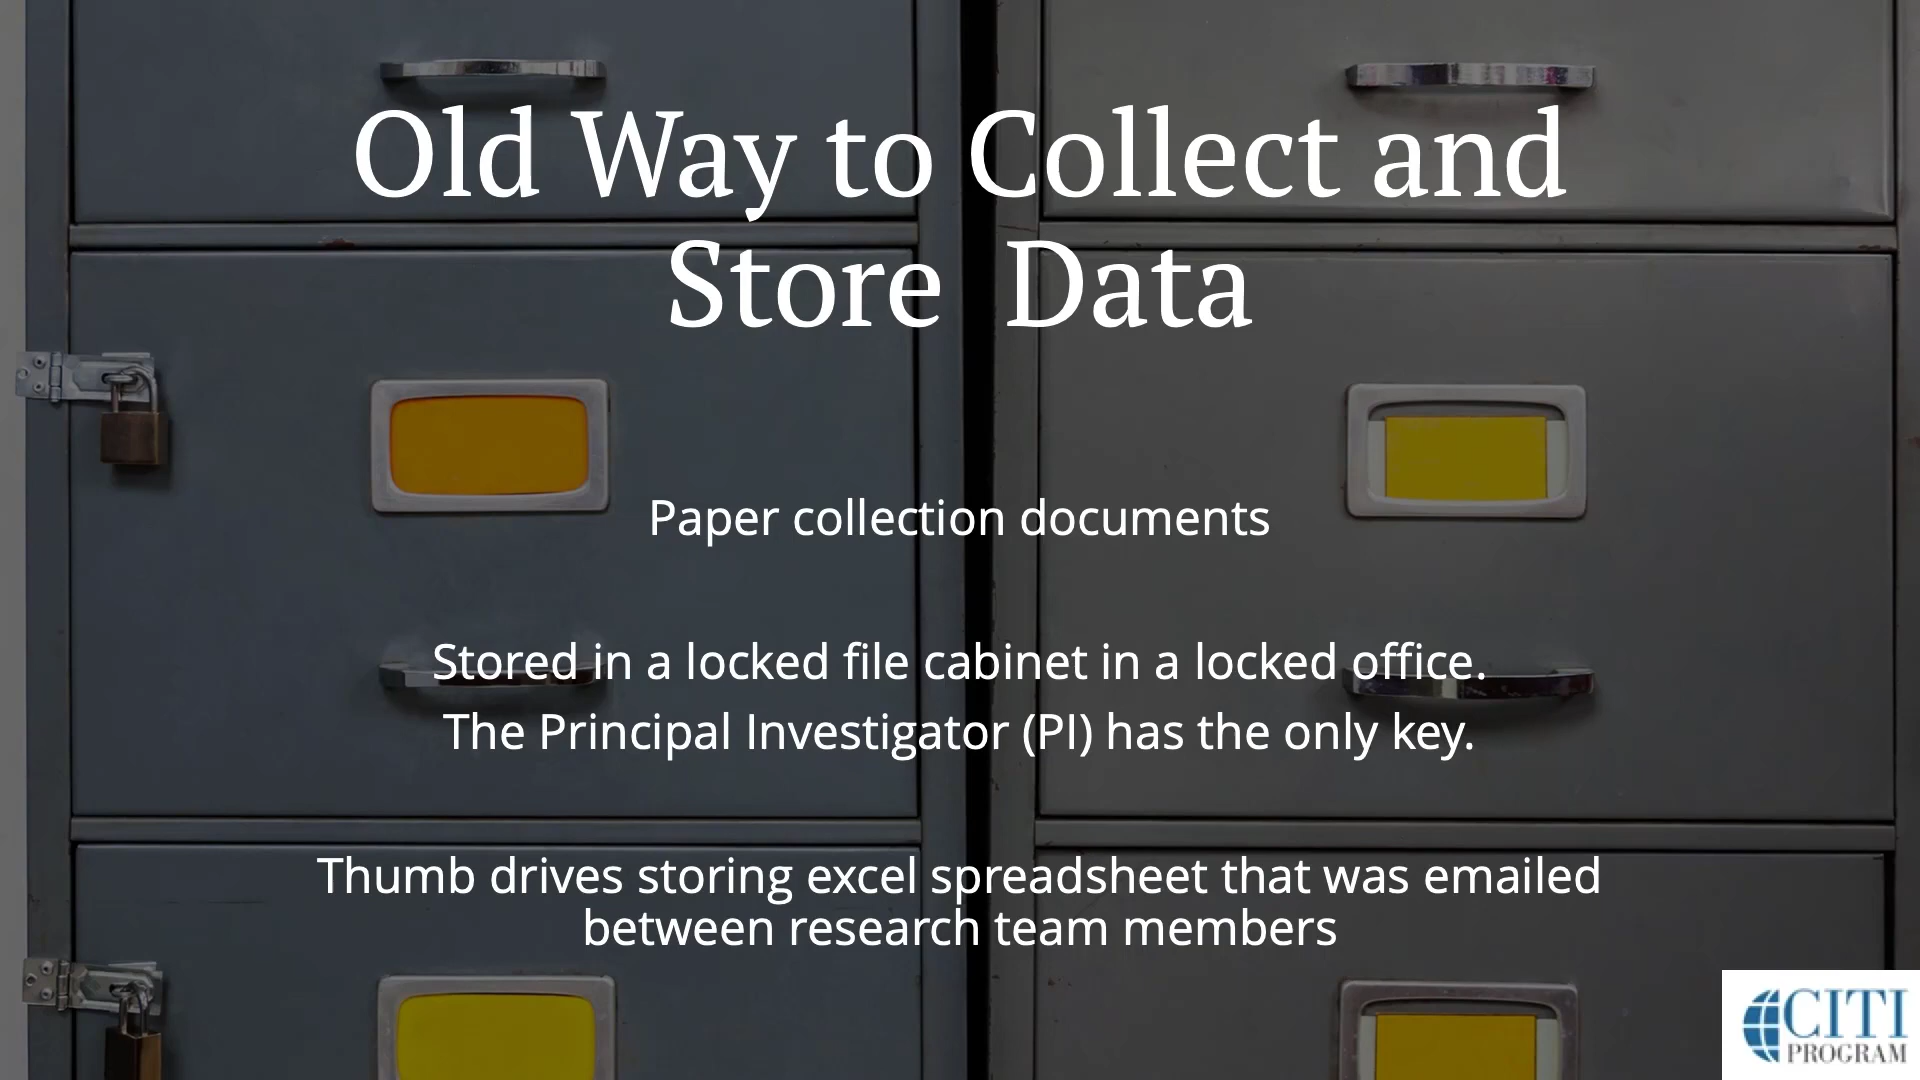 Old Way to Collect and
Store  Data
Paper collection documents
Stored in a locked file cabinet in a locked office.
The Principal Investigator (PI) has the only key.
Thumb drives storing excel spreadsheet that was emailed
between research team members
CITI
PROGRAM